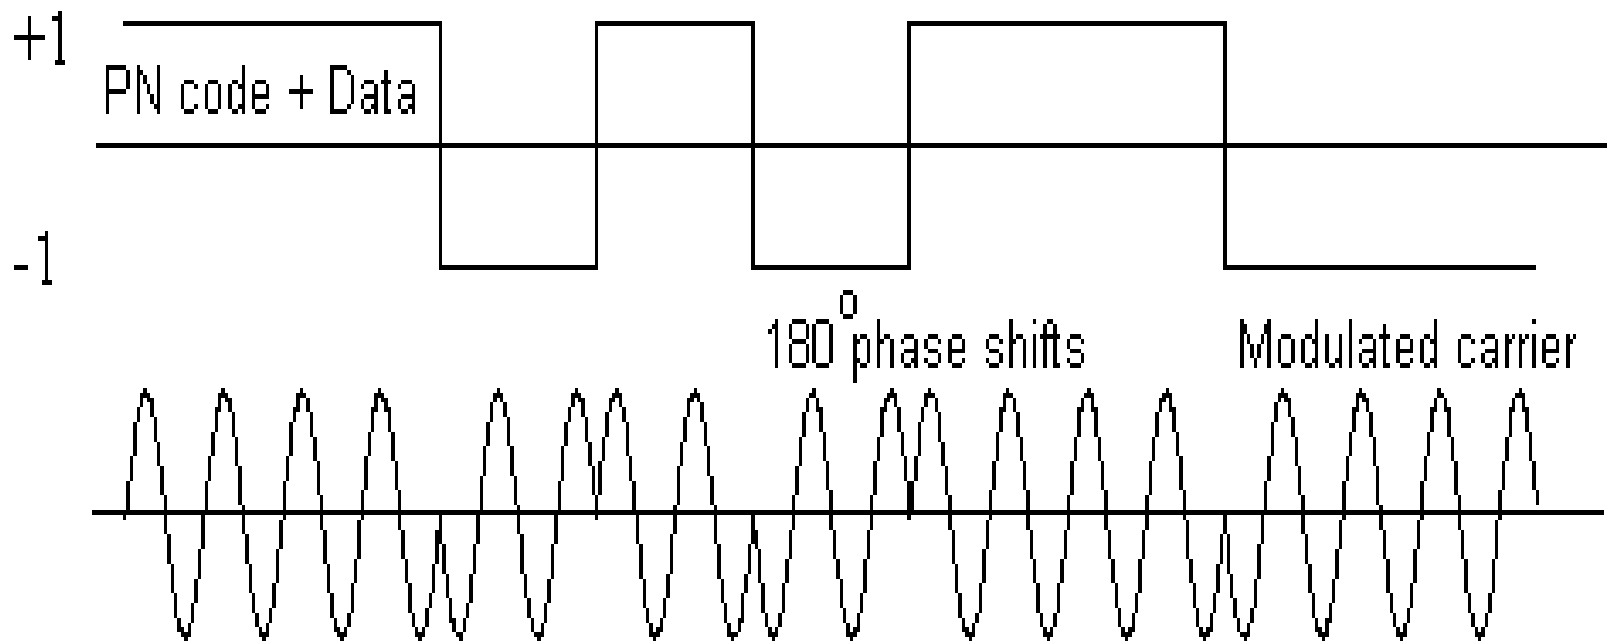 +1
PN code + Data
-1
180° phase shifts
Modulated carrier